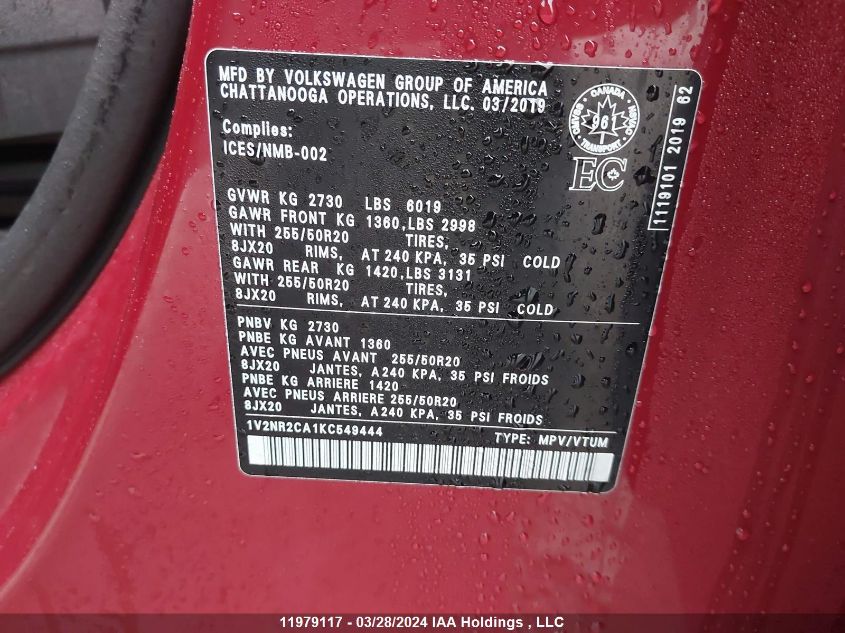 MFD BY VOLKSWAGEN GROUP OF AMERICA
CHATTANOOGA OPERATIONS, LLC. 03/2019
Complies:
ICES/NMB-002
CANADA
961
TRANSPORT
EC
1119101 2019 62
GVWR KG 2730 LBS 6019
GAWR FRONT KG 1360,LBS 2998
WITH 255/50R20 TIRES,
8JX20 RIMS, AT 240 KPA, 35 PSI COLD
GAWR REAR KG 1420,LBS 3131
WITH 255/50R20 TIRES,
8JX20 RIMS, AT 240 KPA, 35 PSI COLD
PNBV KG 2730
PNBE KG AVANT 1360
AVEC PNEUS AVANT 255/50R20
8JX20 JANTES, A 240 KPA, 35 PSI FROIDS
PNBE KG ARRIERE 1420
AVEC PNEUS ARRIERE 255/50R20
8JX20 JANTES, A 240 KPA, 35 PSI FROIDS
1V2NR2CA1KC549444 TYPE: MPV/VTUM
11979117 - 03/28/2024 IAA Holdings , LLC